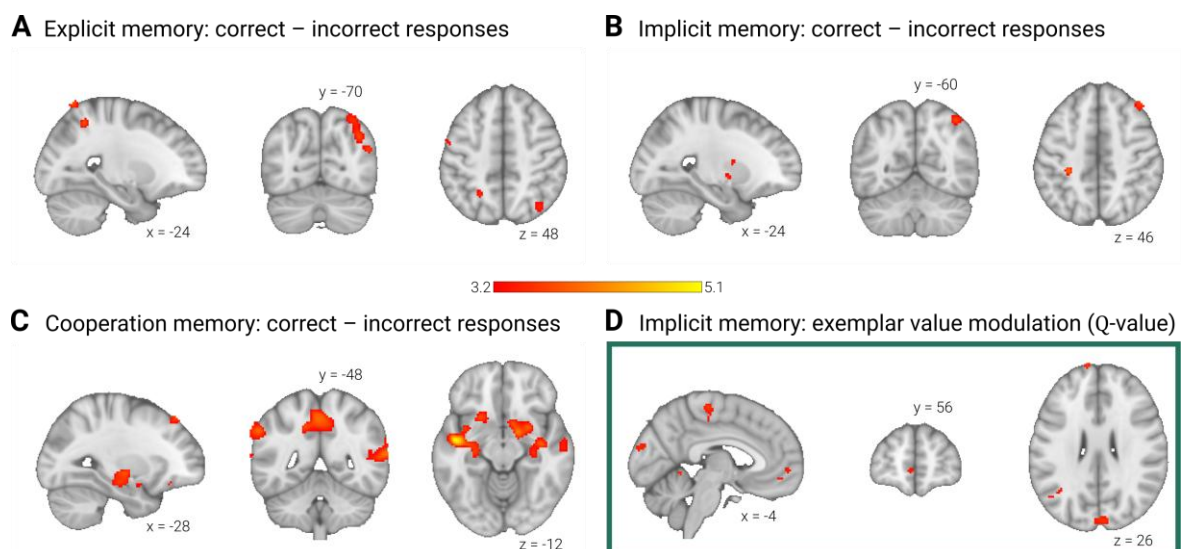 A Explicit memory: correct – incorrect responses
y = -70
x = -24
z = 48
B Implicit memory: correct – incorrect responses
y = -60
x = -24
z = 46
3.2
5.1
C Cooperation memory: correct – incorrect responses
y = -48
x = -28
z = -12
D Implicit memory: exemplar value modulation (Q-value)
y = 56
x = -4
z = 26